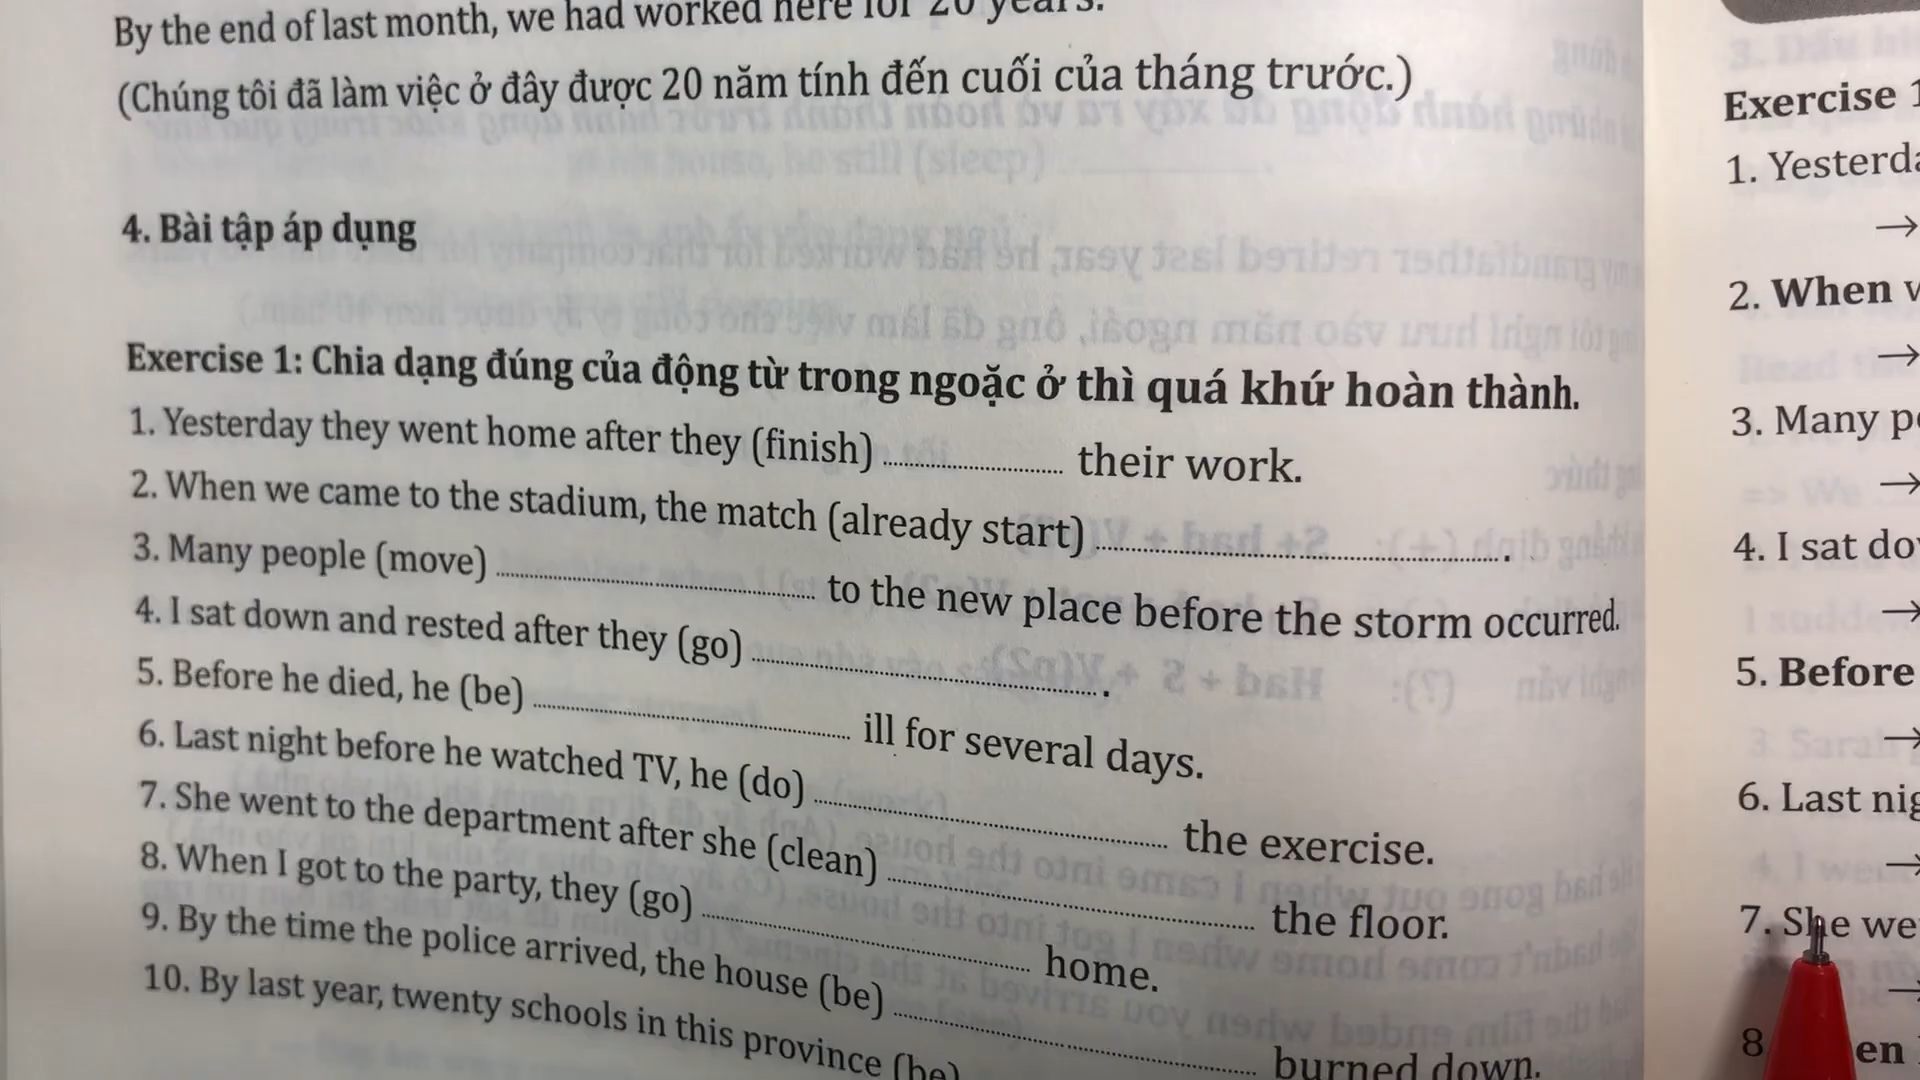 By the end of last month, we had worked here for 20 years.
(Chúng tôi đã làm việc ở đây được 20 năm tính đến cuối của tháng trước.)
4. Bài tập áp dụng
Exercise 1: Chia dạng đúng của động từ trong ngoặc ở thì quá khứ hoàn thành.
1. Yesterday they went home after they (finish) .................... their work.
2. When we came to the stadium, the match (already start) .................... .
3. Many people (move) .................... to the new place before the storm occurred.
4. I sat down and rested after they (go) .................... .
5. Before he died, he (be) .................... ill for several days.
6. Last night before he watched TV, he (do) .................... the exercise.
7. She went to the department after she (clean) .................... the floor.
8. When I got to the party, they (go) .................... home.
9. By the time the police arrived, the house (be) .................... burned down.
10. By last year, twenty schools in this province (be)
Exercise 1
1. Yesterda
→
2. When w
→
3. Many pe
→
4. I sat dow
→
5. Before
→
6. Last nig
→
7. She we
→
8. en